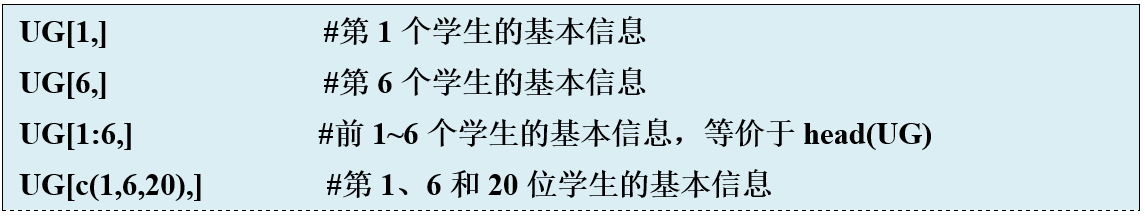 UG[1,] #第 1 个学生的基本信息
UG[6,] #第 6 个学生的基本信息
UG[1:6,] #前 1~6 个学生的基本信息，等价于 head(UG)
UG[c(1,6,20),] #第 1、6 和 20 位学生的基本信息